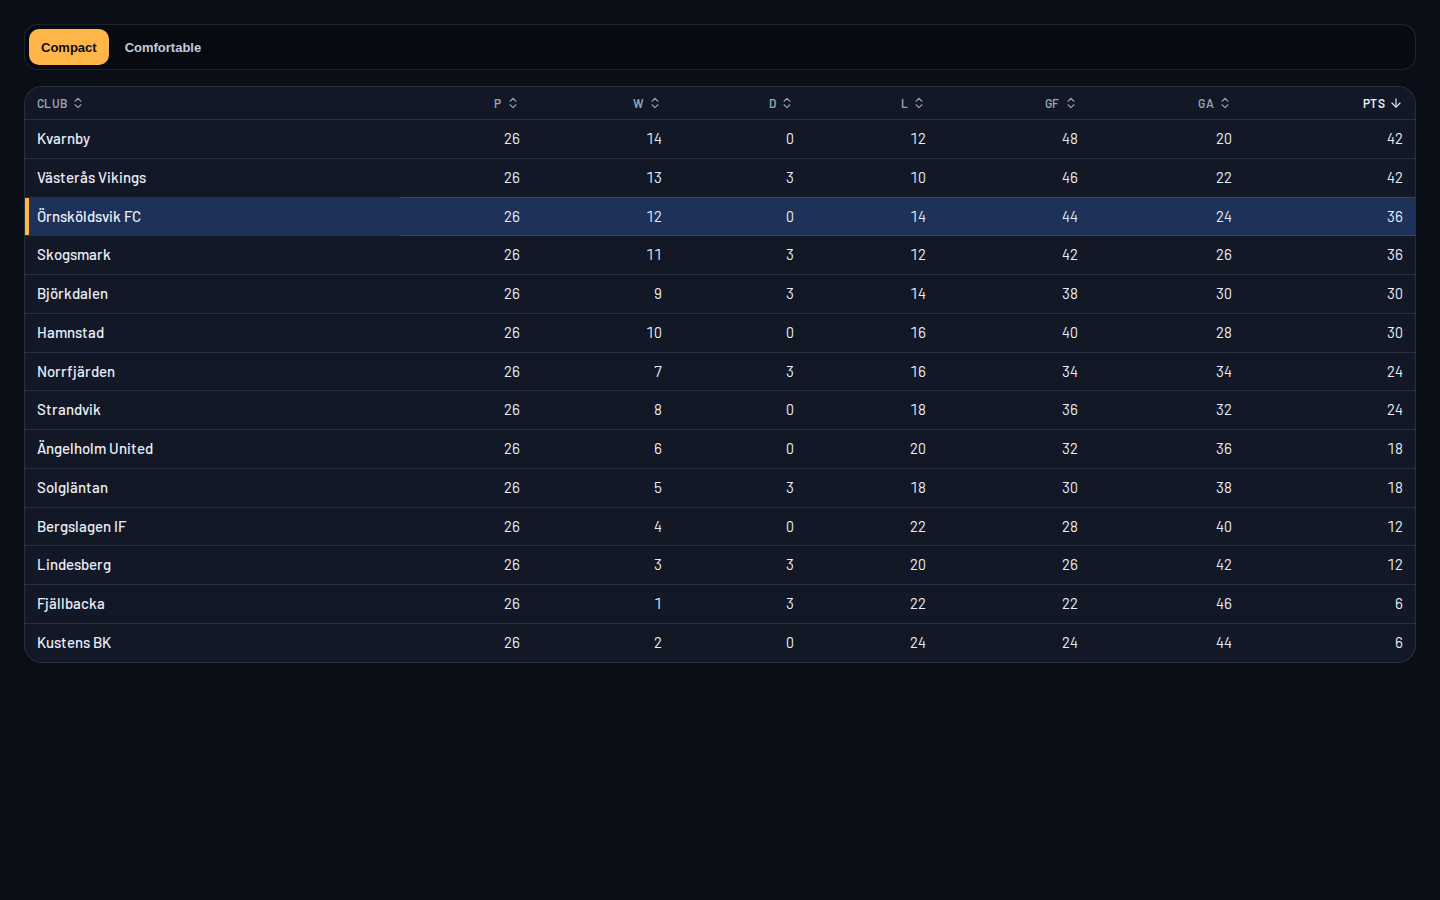 Compact Comfortable
CLUB P W D L GF GA PTS
Kvarnby 26 14 0 12 48 20 42
Västerås Vikings 26 13 3 10 46 22 42
Örnsköldsvik FC 26 12 0 14 44 24 36
Skogsmark 26 11 3 12 42 26 36
Björkdalen 26 9 3 14 38 30 30
Hamnstad 26 10 0 16 40 28 30
Norrfjärden 26 7 3 16 34 34 24
Strandvik 26 8 0 18 36 32 24
Ängelholm United 26 6 0 20 32 36 18
Solgläntan 26 5 3 18 30 38 18
Bergslagen IF 26 4 0 22 28 40 12
Lindesberg 26 3 3 20 26 42 12
Fjällbacka 26 1 3 22 22 46 6
Kustens BK 26 2 0 24 24 44 6